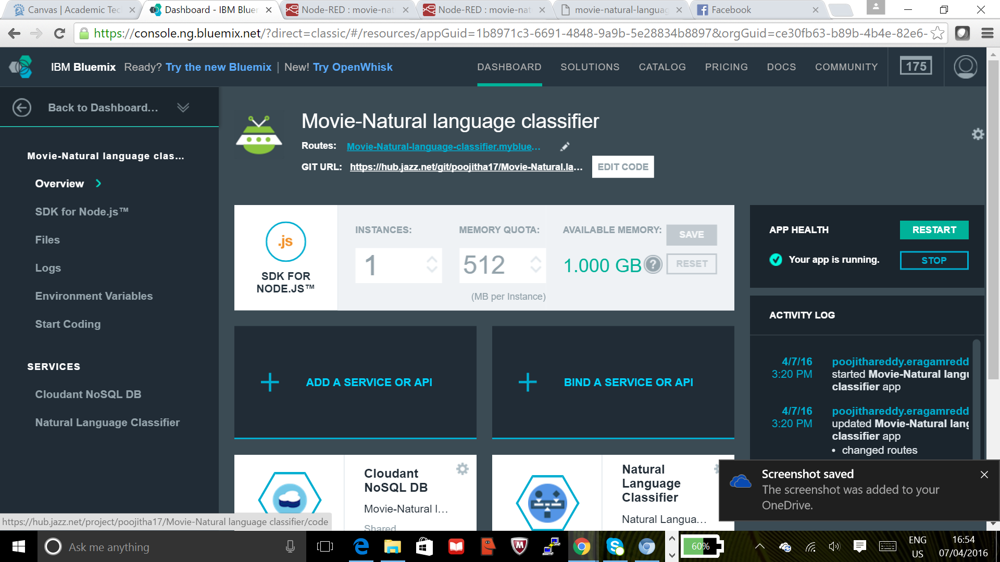 Canvas | Academic Tec
Dashboard - IBM Bluem
Node-RED : movie-nat
Node-RED : movie-nat
movie-natural-languag
Facebook
https://console.ng.bluemix.net/?direct=classic/#/resources/appGuid=1b8971c3-6691-4848-9a9b-5e28834b8897&orgGuid=ce30fb63-b89b-4b4e-82e6-
IBM Bluemix Ready? Try the new Bluemix | New! Try OpenWhisk
DASHBOARD SOLUTIONS CATALOG PRICING DOCS COMMUNITY 175
Back to Dashboard...
Movie-Natural language clas...
Overview
SDK for Node.js™
Files
Logs
Environment Variables
Start Coding
SERVICES
Cloudant NoSQL DB
Natural Language Classifier
Movie-Natural language classifier
Routes: Movie-Natural-language-classifier.myblue...
GIT URL: https://hub.jazz.net/git/poojitha17/Movie-Natural.la...
EDIT CODE
.js
SDK FOR
NODE.JS™
INSTANCES:
1
MEMORY QUOTA:
512
(MB per Instance)
AVAILABLE MEMORY:
1.000 GB
?
SAVE
RESET
APP HEALTH
RESTART
Your app is running.
STOP
ADD A SERVICE OR API
BIND A SERVICE OR API
ACTIVITY LOG
4/7/16
3:20 PM
poojithareddy.eragamredd
started Movie-Natural langu
classifier app
4/7/16
3:20 PM
poojithareddy.eragamredd
updated Movie-Natural lang
classifier app
• changed routes
Cloudant
NoSQL DB
Movie-Natural l...
Shared
Natural
Language
Classifier
Natural Langua...
Screenshot saved
The screenshot was added to your
OneDrive.
https://hub.jazz.net/project/poojitha17/Movie-Natural language classifier/code
Ask me anything
60%
ENG
US
16:54
07/04/2016